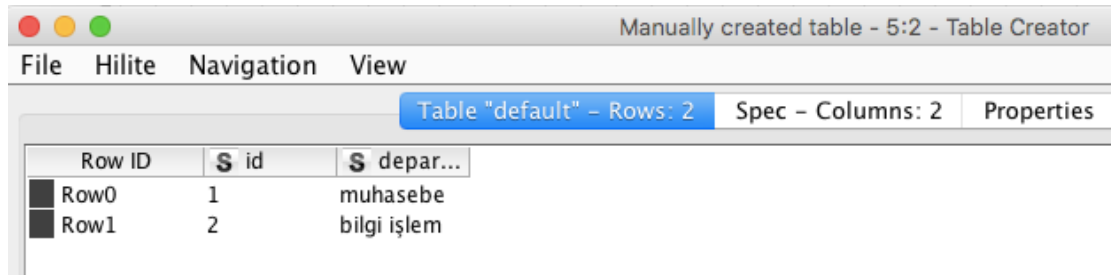 Manually created table - 5:2 - Table Creator
File Hilite Navigation View
Table "default" - Rows: 2 Spec - Columns: 2 Properties
Row ID S id S depar...
Row0 1 muhasebe
Row1 2 bilgi işlem